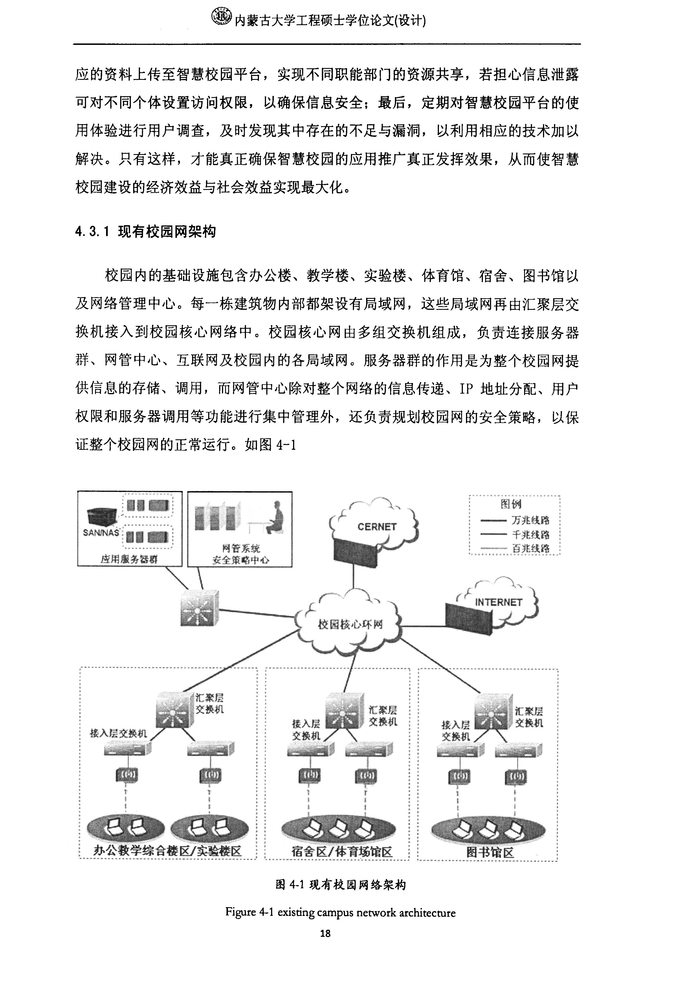 内蒙古大学工程硕士学位论文(设计)
应的资料上传至智慧校园平台，实现不同职能部门的资源共享，若担心信息泄露
可对不同个体设置访问权限，以确保信息安全；最后，定期对智慧校园平台的使
用体验进行用户调查，及时发现其中存在的不足与漏洞，以利用相应的技术加以
解决。只有这样，才能真正确保智慧校园的应用推广真正发挥效果，从而使智慧
校园建设的经济效益与社会效益实现最大化。
4.3.1 现有校园网架构
校园内的基础设施包含办公楼、教学楼、实验楼、体育馆、宿舍、图书馆以
及网络管理中心。每一栋建筑物内部都架设有局域网，这些局域网再由汇聚层交
换机接入到校园核心网络中。校园核心网由多组交换机组成，负责连接服务器
群、网管中心、互联网及校园内的各局域网。服务器群的作用是为整个校园网提
供信息的存储、调用，而网管中心除对整个网络的信息传递、IP 地址分配、用户
权限和服务器调用等功能进行集中管理外，还负责规划校园网的安全策略，以保
证整个校园网的正常运行。如图 4-1
SAN/NAS
应用服务器群
网管系统
安全策略中心
CERNET
图例
万兆线路
千兆线路
百兆线路
INTERNET
校园核心环网
汇聚层
交换机
接入层交换机
汇聚层
交换机
接入层
交换机
汇聚层
交换机
接入层
交换机
办公教学综合楼区/实验楼区
宿舍区/体育场馆区
图书馆区
图 4-1 现有校园网络架构
Figure 4-1 existing campus network architecture
18